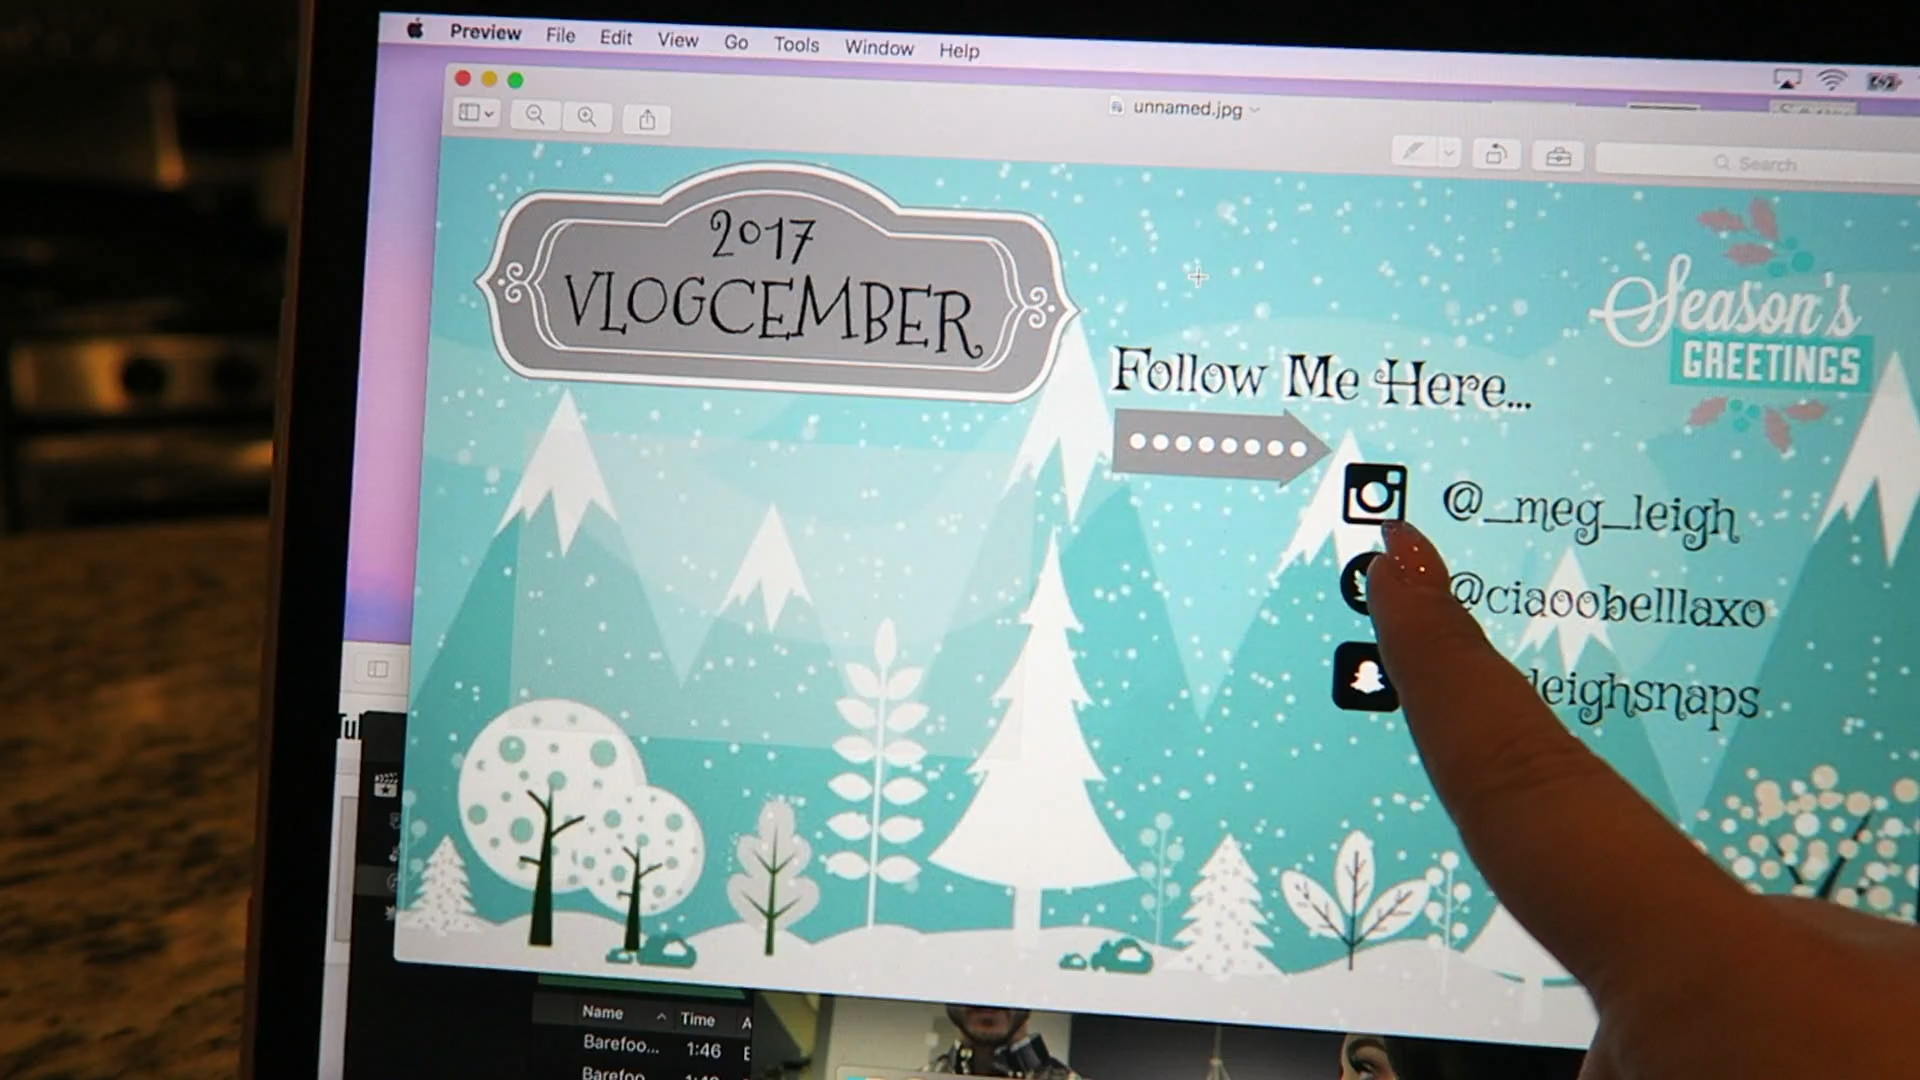 Preview File Edit View Go Tools Window Help
unnamed.jpg
Search
2017
VLOGCEMBER
Season's
GREETINGS
Follow Me Here...
@_meg_leigh
@ciaoobelllaxo
leighsnaps
Name Time A
Barefoo... 1:46
Barefoo